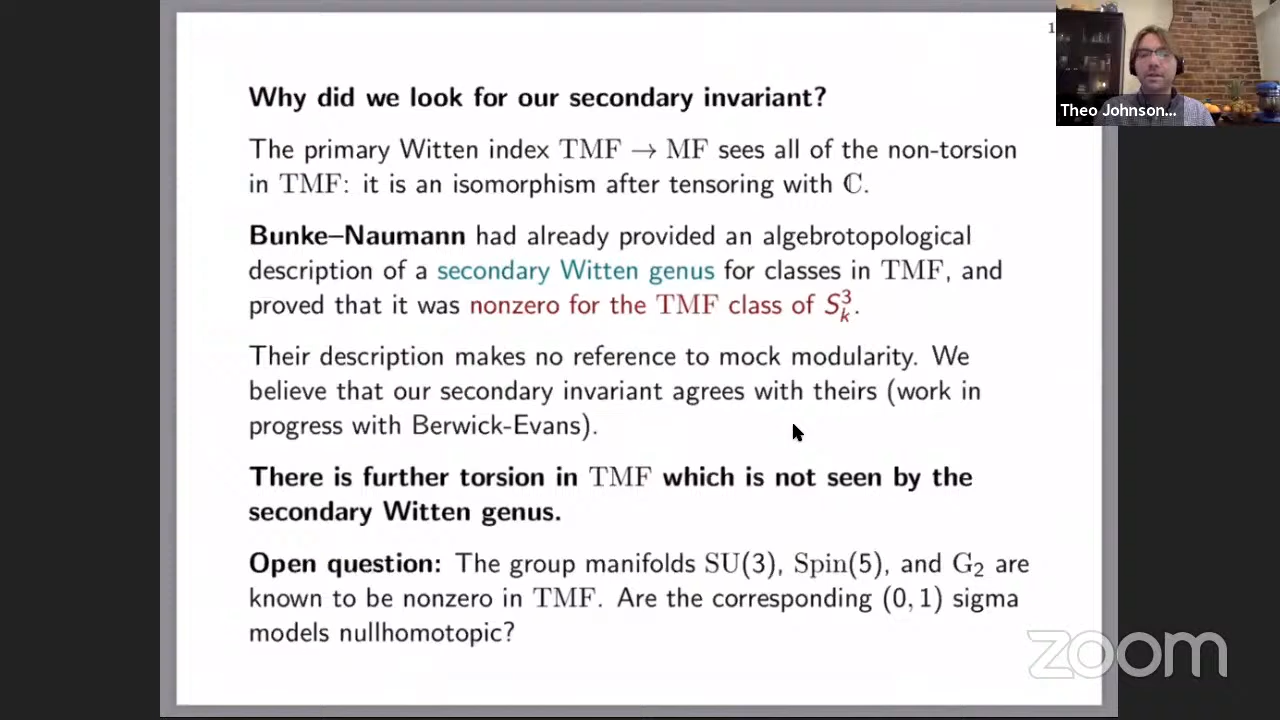 1
Why did we look for our secondary invariant?
The primary Witten index TMF → MF sees all of the non-torsion
in TMF: it is an isomorphism after tensoring with ℂ.
Bunke–Naumann had already provided an algebrotopological
description of a secondary Witten genus for classes in TMF, and
proved that it was nonzero for the TMF class of S³ₖ.
Their description makes no reference to mock modularity. We
believe that our secondary invariant agrees with theirs (work in
progress with Berwick-Evans).
There is further torsion in TMF which is not seen by the
secondary Witten genus.
Open question: The group manifolds SU(3), Spin(5), and G₂ are
known to be nonzero in TMF. Are the corresponding (0, 1) sigma
models nullhomotopic?
Theo Johnson...
zoom